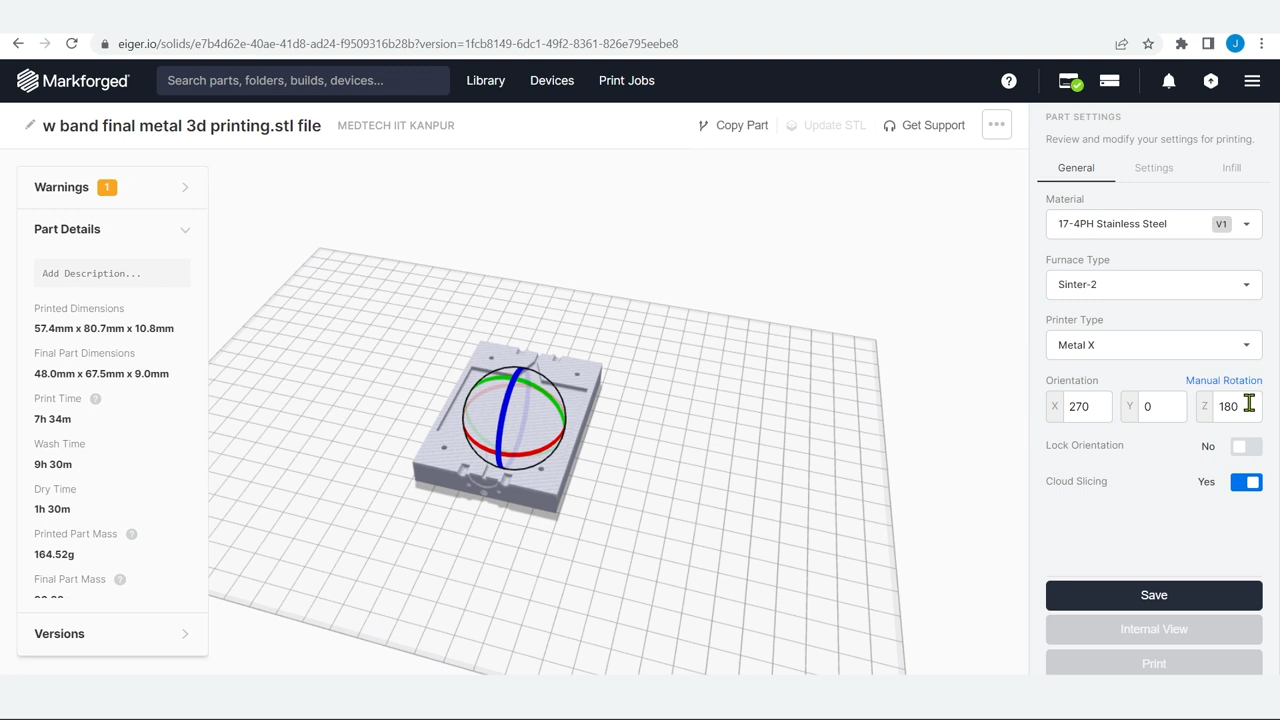 eiger.io/solids/e7b4d62e-40ae-41d8-ad24-f9509316b28b?version=1fcb8149-6dc1-49f2-8361-826e795eebe8
J
Markforged
Search parts, folders, builds, devices...
Library
Devices
Print Jobs
w band final metal 3d printing.stl file
MEDTECH IIT KANPUR
Copy Part
Update STL
Get Support
Warnings 1
Part Details
Add Description...
Printed Dimensions
57.4mm x 80.7mm x 10.8mm
Final Part Dimensions
48.0mm x 67.5mm x 9.0mm
Print Time
7h 34m
Wash Time
9h 30m
Dry Time
1h 30m
Printed Part Mass
164.52g
Final Part Mass
Versions
PART SETTINGS
Review and modify your settings for printing.
General
Settings
Infill
Material
17-4PH Stainless Steel V1
Furnace Type
Sinter-2
Printer Type
Metal X
Orientation
Manual Rotation
X 270 Y 0 Z 180
Lock Orientation No
Cloud Slicing Yes
Save
Internal View
Print